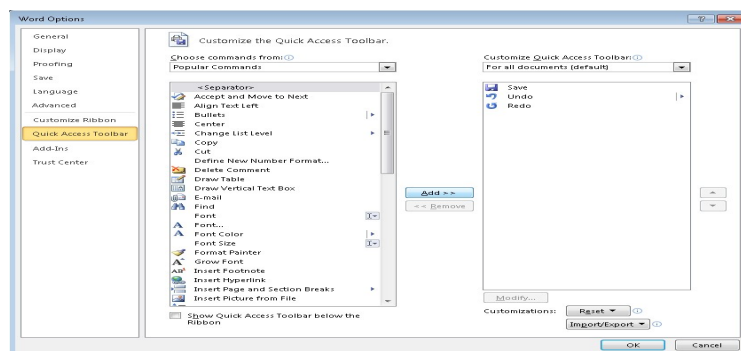 Word Options
General
Display
Proofing
Save
Language
Advanced
Customize Ribbon
Quick Access Toolbar
Add-Ins
Trust Center
Customize the Quick Access Toolbar.
Choose commands from:
Popular Commands
<Separator>
Accept and Move to Next
Align Text Left
Bullets
Center
Change List Level
Copy
Cut
Define New Number Format...
Delete Comment
Draw Table
Draw Vertical Text Box
E-mail
Find
Font
Font...
Font Color
Font Size
Format Painter
Grow Font
Insert Footnote
Insert Hyperlink
Insert Page and Section Breaks
Insert Picture from File
Show Quick Access Toolbar below the
Ribbon
Add >>
<< Remove
Customize Quick Access Toolbar:
For all documents (default)
Save
Undo
Redo
Modify...
Customizations:
Reset
Import/Export
OK
Cancel